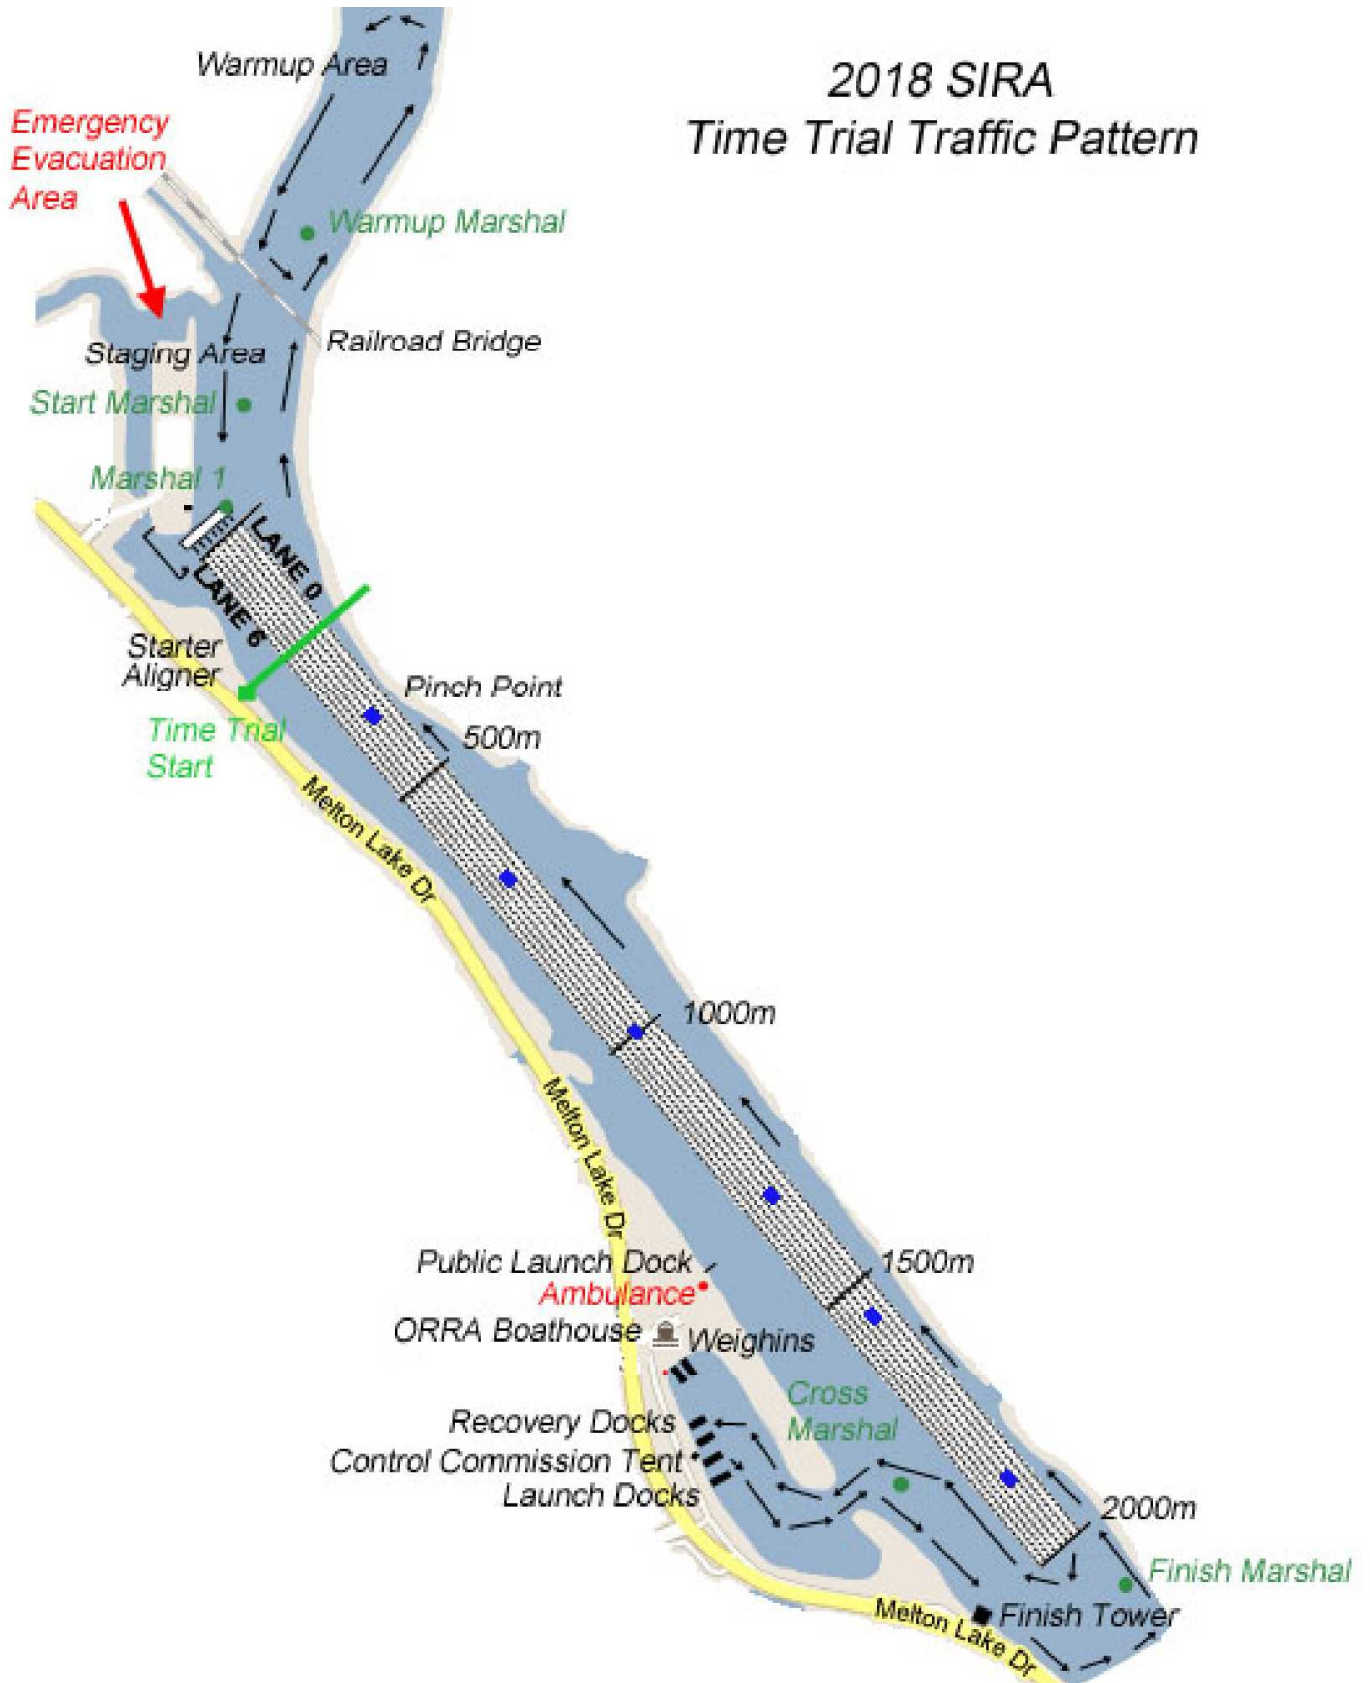 2018 SIRA
Time Trial Traffic Pattern
Warmup Area
Emergency
Evacuation
Area
Warmup Marshal
Railroad Bridge
Staging Area
Start Marshal
Marshal 1
LANE 0
LANE 6
Starter
Aligner
Pinch Point
Time Trial
Start
500m
Melton Lake Dr
1000m
Melton Lake Dr
Public Launch Dock
1500m
Ambulance
ORRA Boathouse
Weighins
Cross
Marshal
Recovery Docks
Control Commission Tent
Launch Docks
2000m
Finish Marshal
Finish Tower
Melton Lake Dr